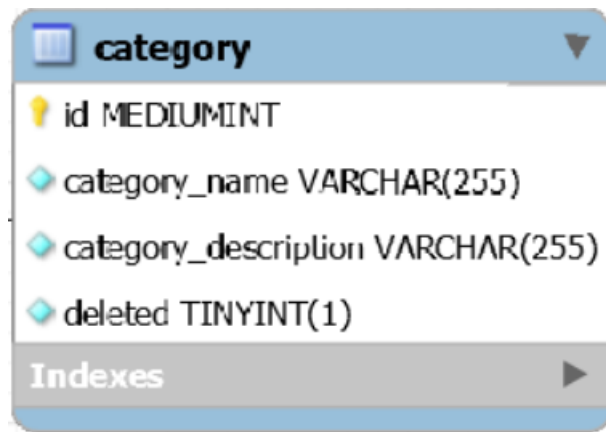 category
id MEDIUMINT
category_name VARCHAR(255)
category_description VARCHAR(255)
deleted TINYINT(1)
Indexes